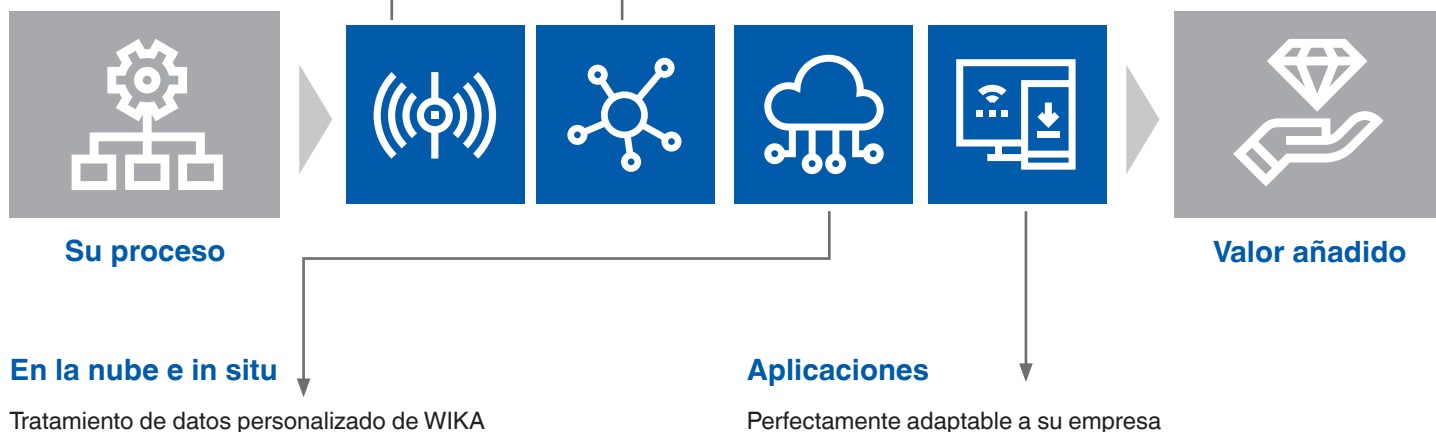 Su proceso
Valor añadido
En la nube e in situ
Tratamiento de datos personalizado de WIKA
Aplicaciones
Perfectamente adaptable a su empresa